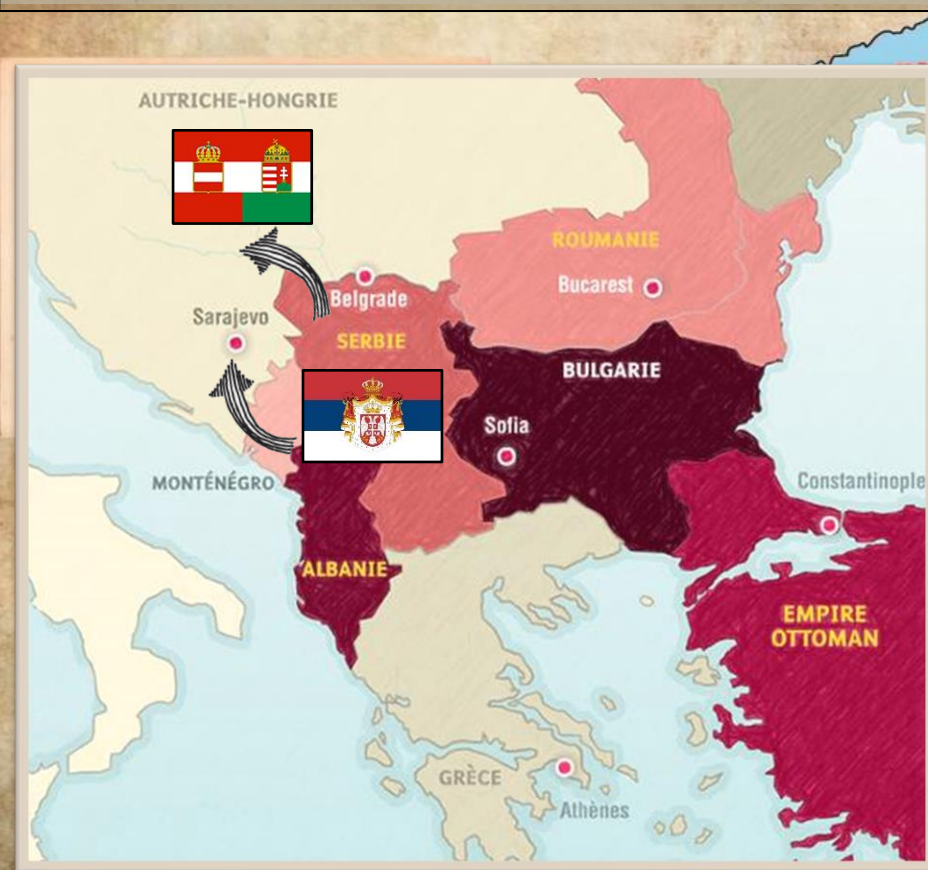 AUTRICHE-HONGRIE
ROUMANIE
Bucarest
Belgrade
Sarajevo
SERBIE
BULGARIE
Sofia
MONTÉNÉGRO
Constantinople
ALBANIE
EMPIRE
OTTOMAN
GRÈCE
Athènes